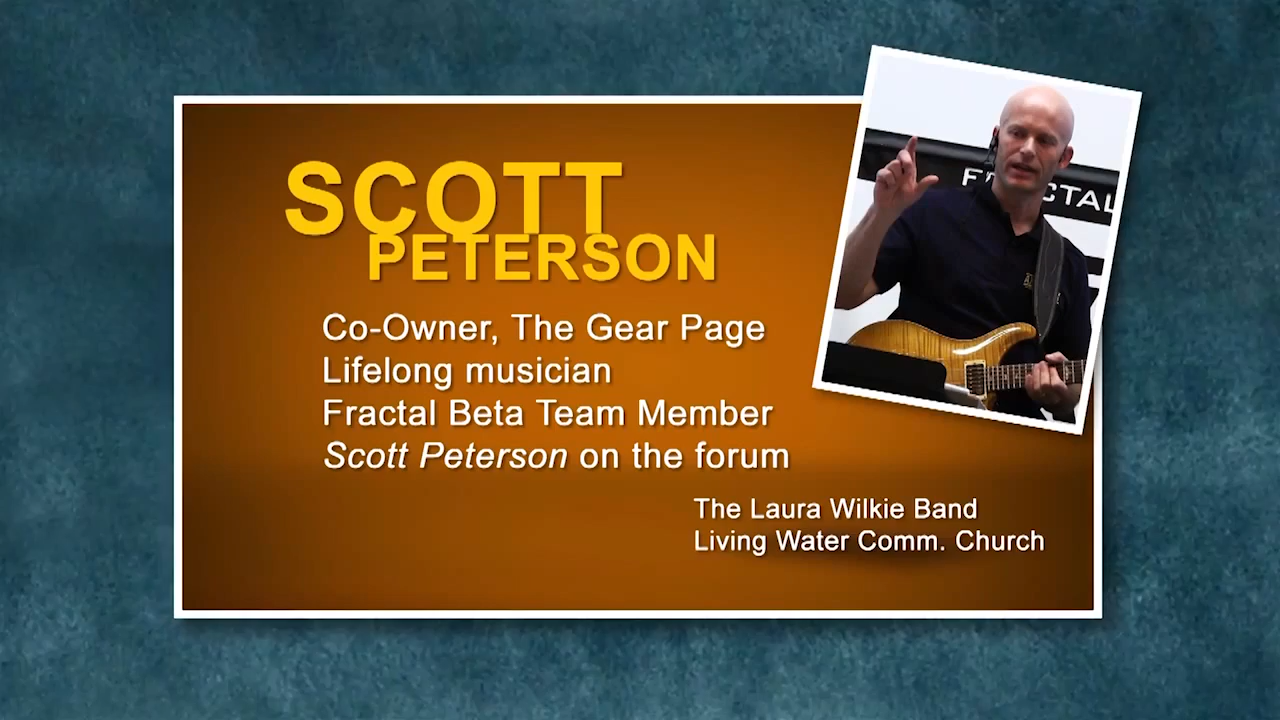 SCOTT
PETERSON
Co-Owner, The Gear Page
Lifelong musician
Fractal Beta Team Member
Scott Peterson on the forum
The Laura Wilkie Band
Living Water Comm. Church